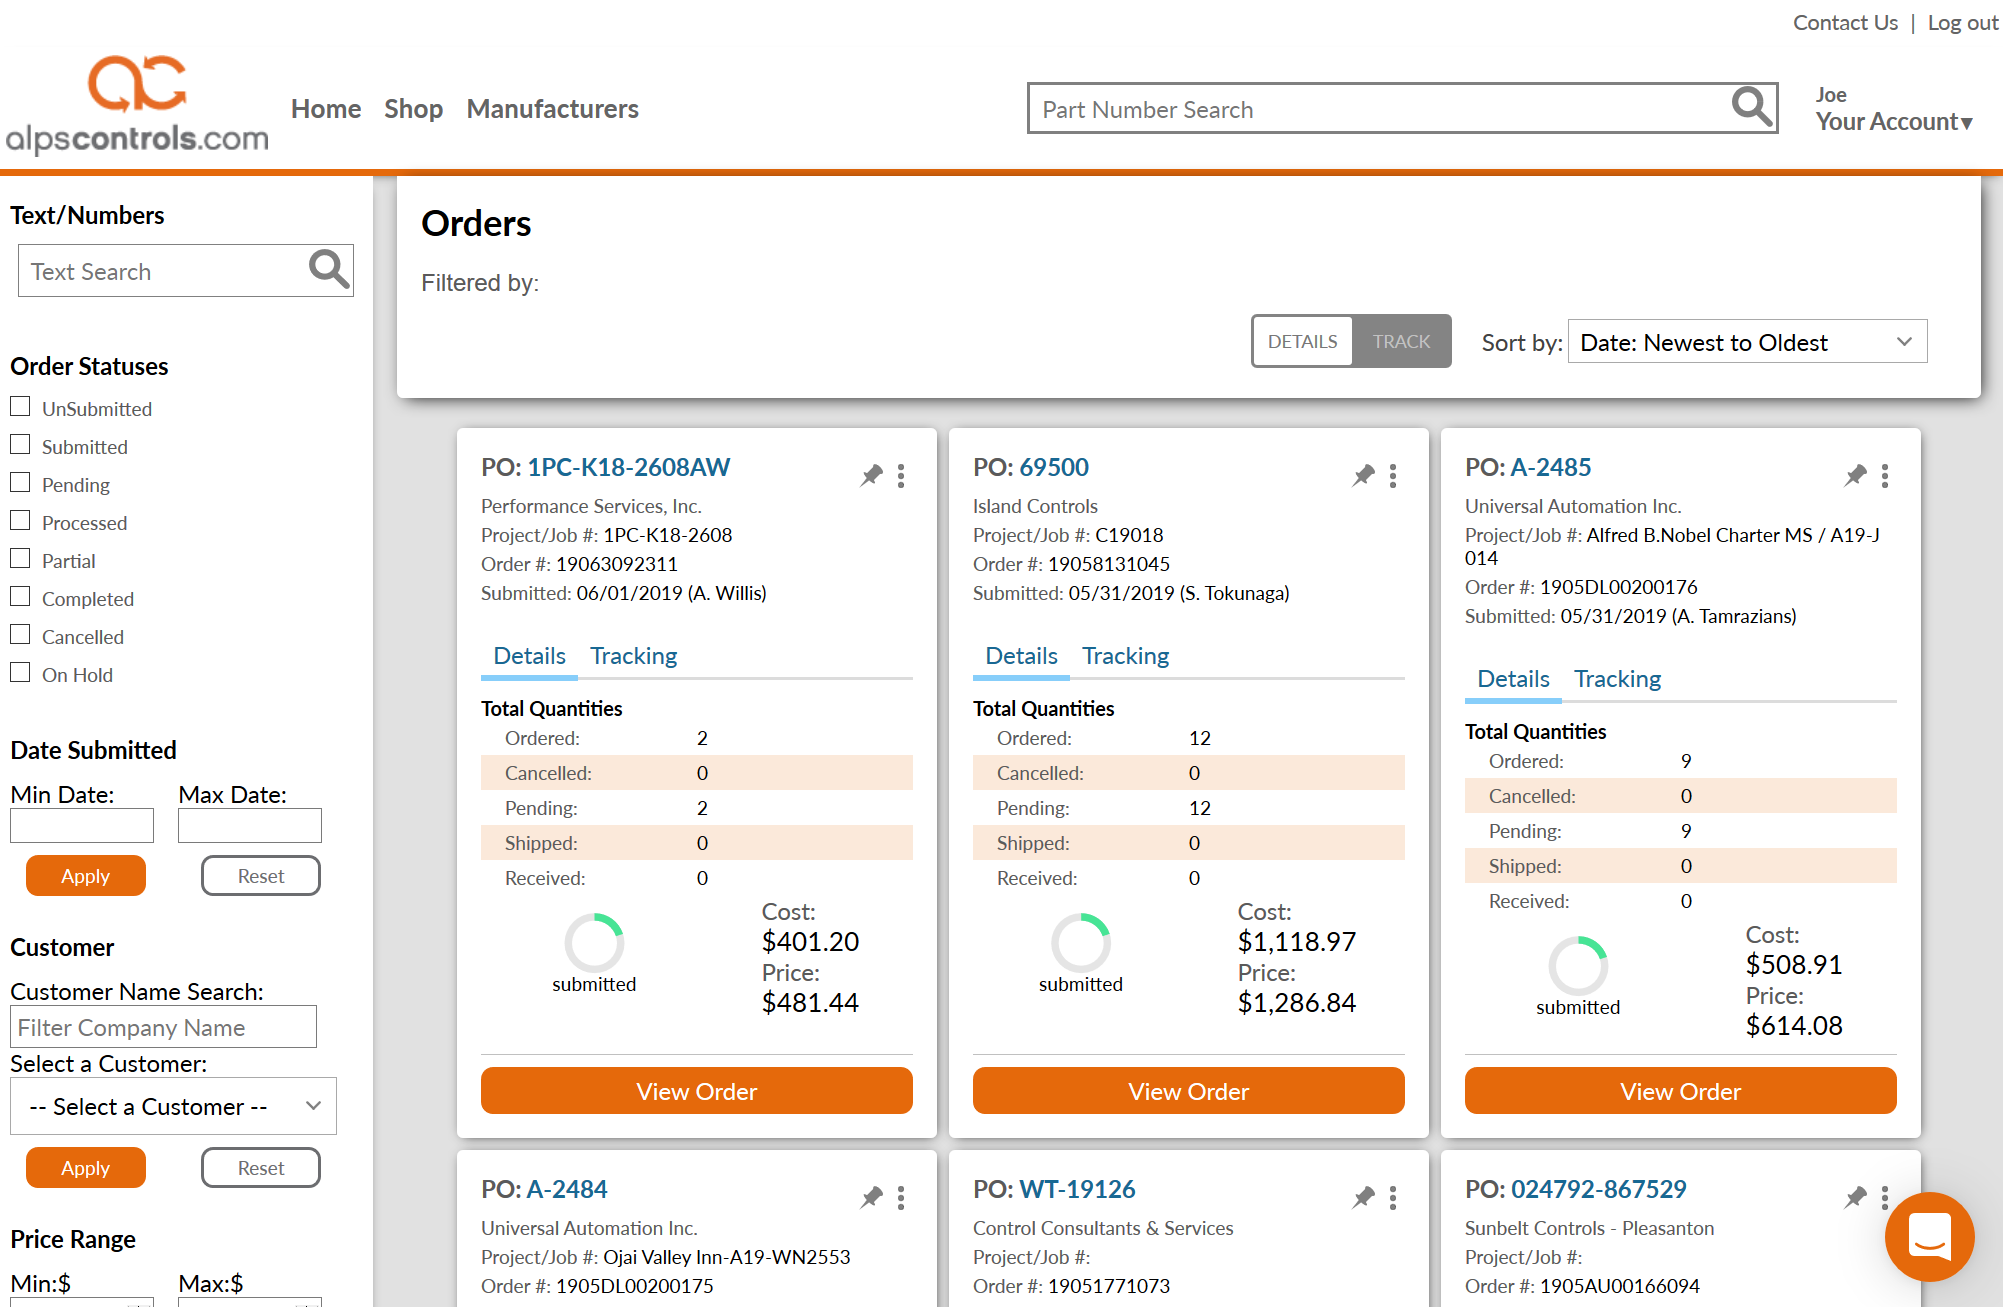 Contact Us | Log out
alpscontrols.com
Home Shop Manufacturers
Part Number Search
Joe
Your Account▾
Text/Numbers
Text Search
Order Statuses
UnSubmitted
Submitted
Pending
Processed
Partial
Completed
Cancelled
On Hold
Date Submitted
Min Date: Max Date:
Apply Reset
Customer
Customer Name Search:
Filter Company Name
Select a Customer:
-- Select a Customer --
Apply Reset
Price Range
Min:$ Max:$
Orders
Filtered by:
DETAILS TRACK Sort by: Date: Newest to Oldest
PO: 1PC-K18-2608AW
Performance Services, Inc.
Project/Job #: 1PC-K18-2608
Order #: 19063092311
Submitted: 06/01/2019 (A. Willis)
Details Tracking
Total Quantities
Ordered: 2
Cancelled: 0
Pending: 2
Shipped: 0
Received: 0
submitted
Cost:
$401.20
Price:
$481.44
View Order
PO: 69500
Island Controls
Project/Job #: C19018
Order #: 19058131045
Submitted: 05/31/2019 (S. Tokunaga)
Details Tracking
Total Quantities
Ordered: 12
Cancelled: 0
Pending: 12
Shipped: 0
Received: 0
submitted
Cost:
$1,118.97
Price:
$1,286.84
View Order
PO: A-2485
Universal Automation Inc.
Project/Job #: Alfred B.Nobel Charter MS / A19-J
014
Order #: 1905DL00200176
Submitted: 05/31/2019 (A. Tamrazians)
Details Tracking
Total Quantities
Ordered: 9
Cancelled: 0
Pending: 9
Shipped: 0
Received: 0
submitted
Cost:
$508.91
Price:
$614.08
View Order
PO: A-2484
Universal Automation Inc.
Project/Job #: Ojai Valley Inn-A19-WN2553
Order #: 1905DL00200175
PO: WT-19126
Control Consultants & Services
Project/Job #:
Order #: 19051771073
PO: 024792-867529
Sunbelt Controls - Pleasanton
Project/Job #:
Order #: 1905AU00166094